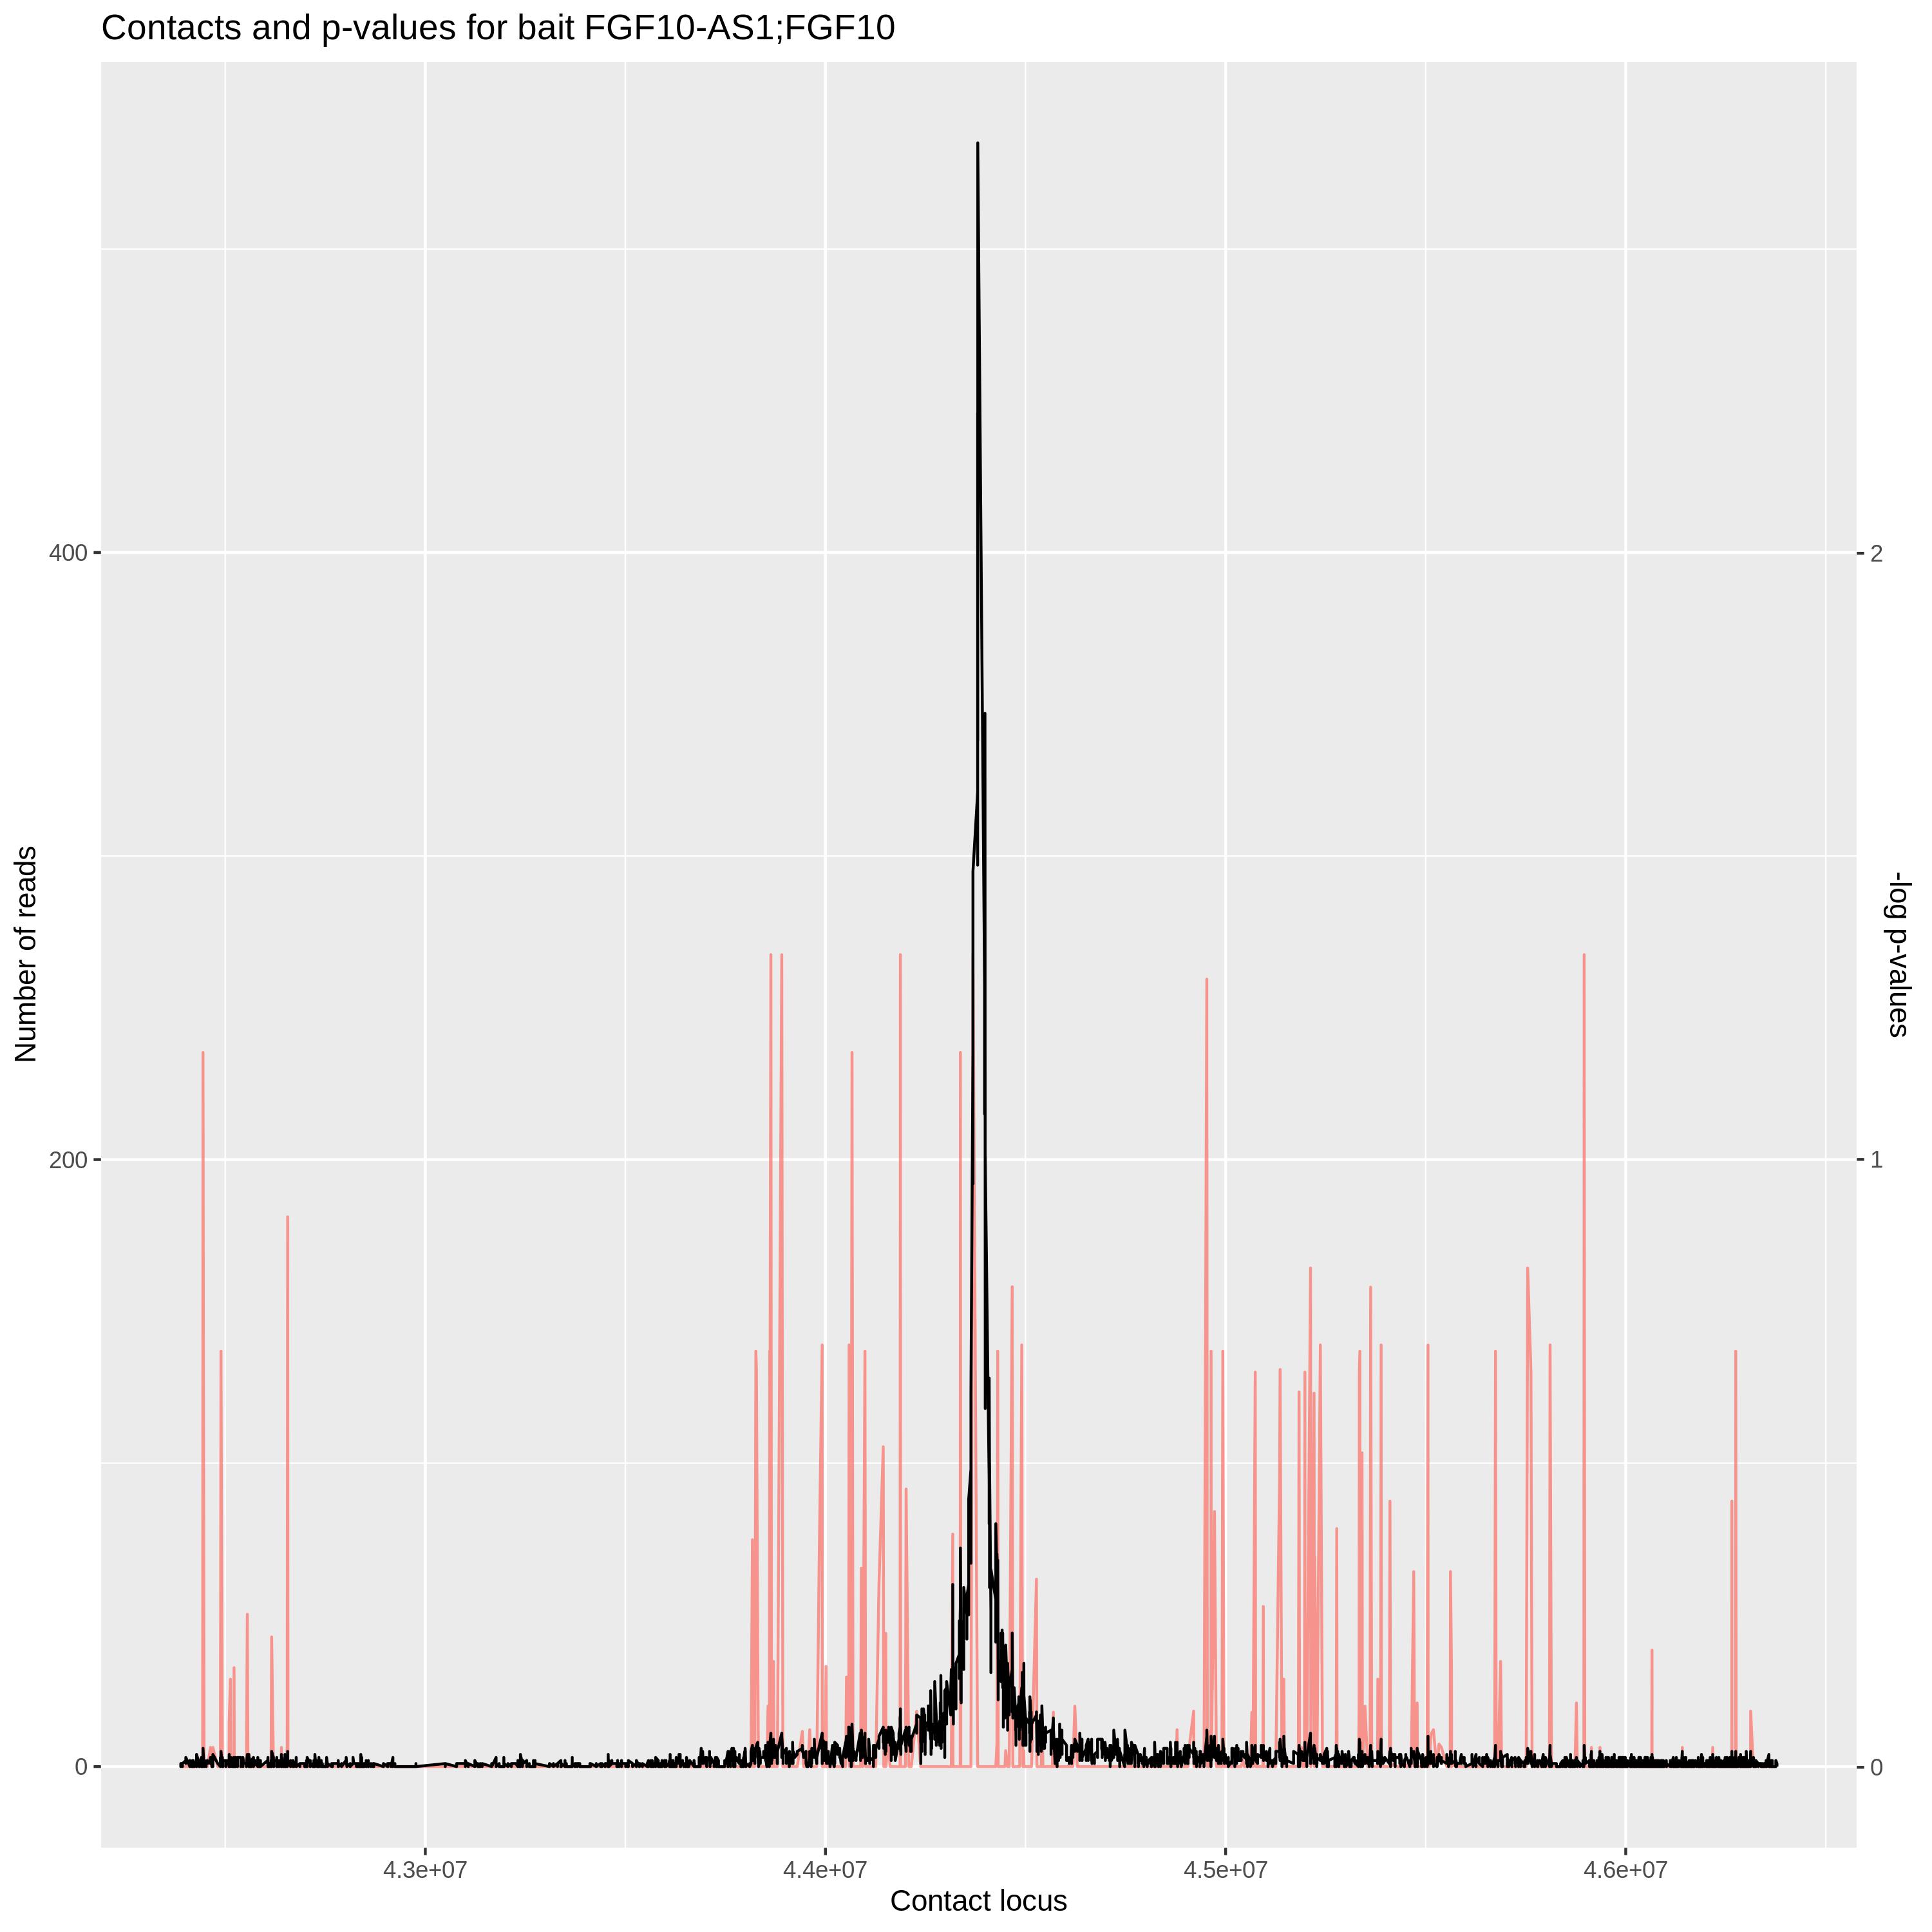 Contacts and p-values for bait FGF10-AS1;FGF10
Number of reads
400
200
0
-log p-values
2
1
0
4.3e+07
4.4e+07
4.5e+07
4.6e+07
Contact locus